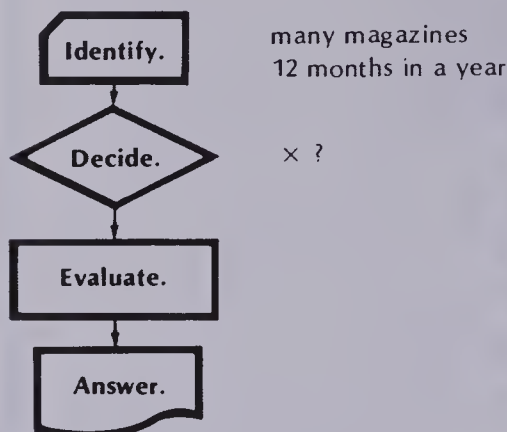 Identify.
many magazines
12 months in a year
Decide.
× ?
Evaluate.
Answer.